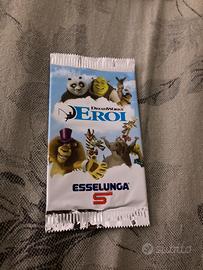 DREAMWORKS
EROI
ESSELUNGA
S
subito